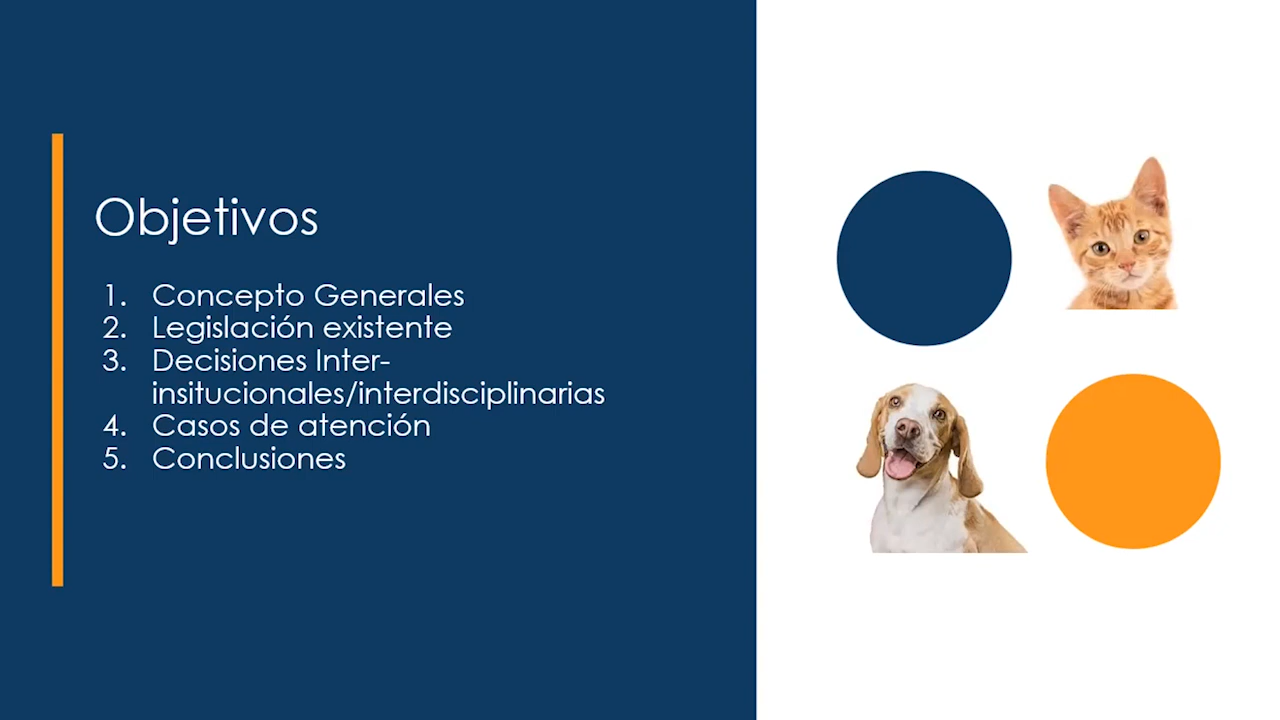 Objetivos
1. Concepto Generales
2. Legislación existente
3. Decisiones Inter-
insitucionales/interdisciplinarias
4. Casos de atención
5. Conclusiones